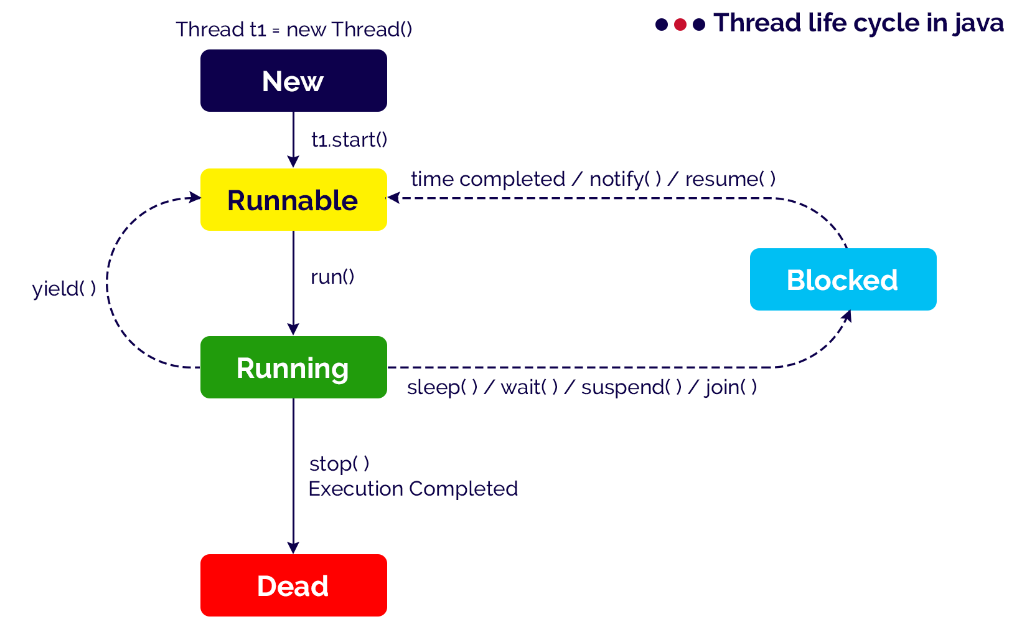 Thread life cycle in java
Thread t1 = new Thread()
New
t1.start()
Runnable
time completed / notify( ) / resume( )
run()
yield( )
Blocked
Running
sleep( ) / wait( ) / suspend( ) / join( )
stop( )
Execution Completed
Dead